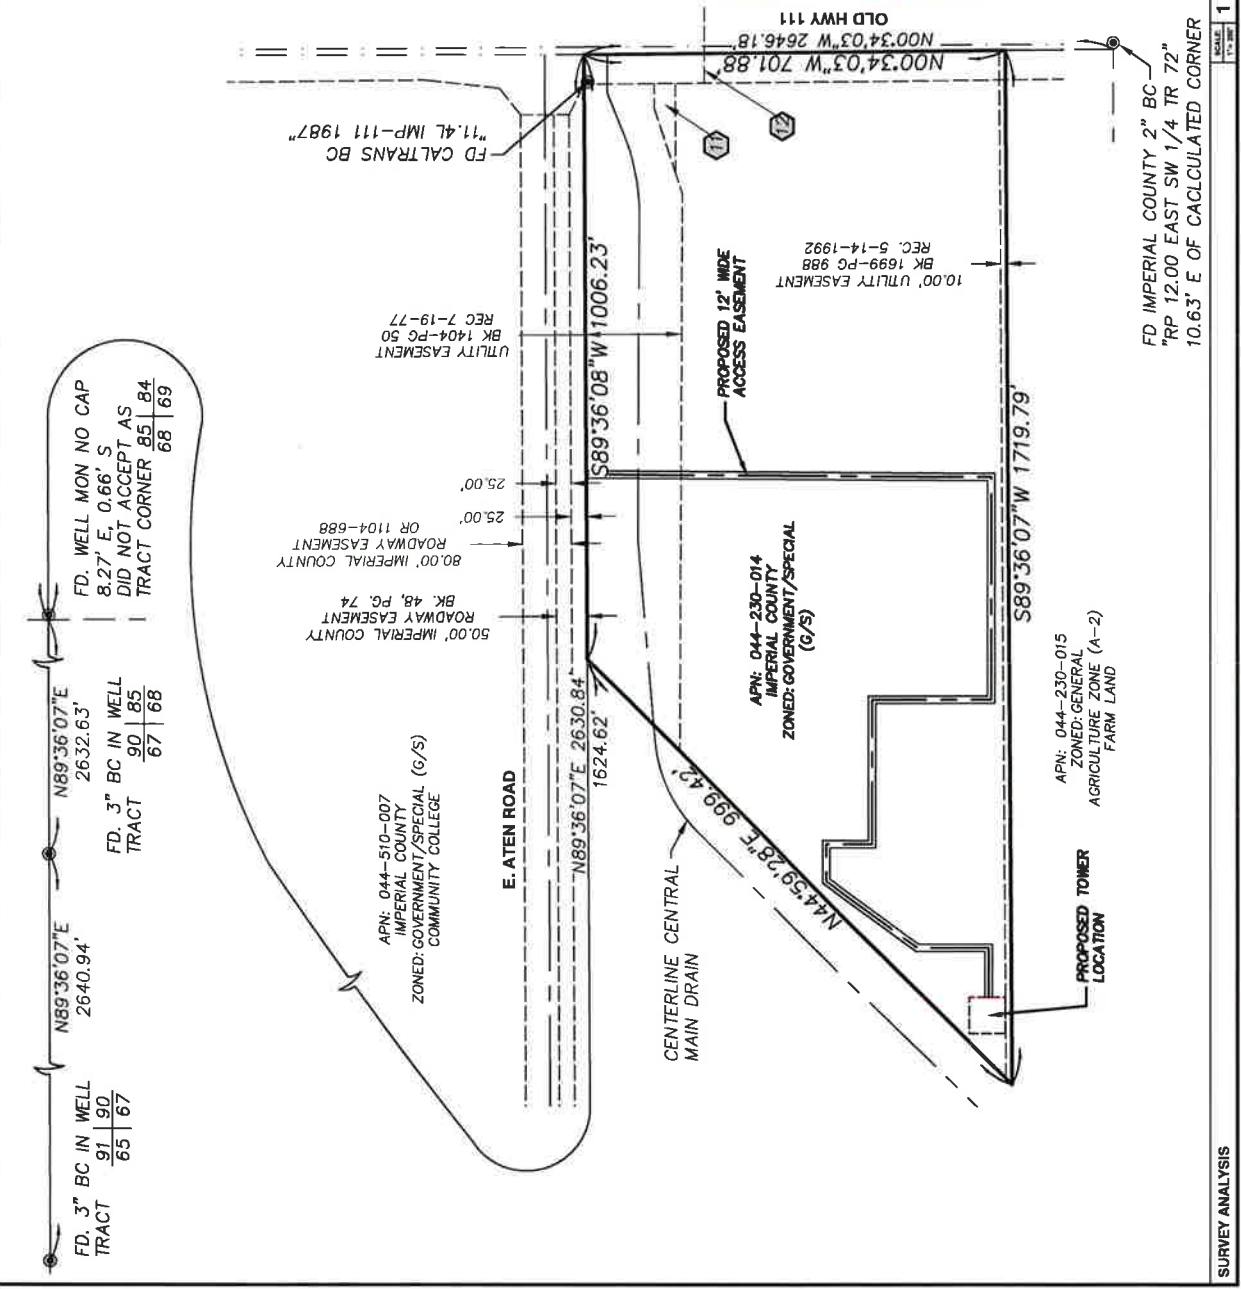 FD. 3" BC IN WELL
TRACT 91 | 90
65 | 67
N89°36'07"E
2640.94'
FD. 3" BC IN WELL
TRACT 90 | 85
67 | 68
N89°36'07"E
2632.63'
FD. WELL MON NO CAP
8.27' E, 0.66' S
DID NOT ACCEPT AS
TRACT CORNER 85 | 84
68 | 69
APN: 044-510-007
IMPERIAL COUNTY
ZONED: GOVERNMENT/SPECIAL (G/S)
COMMUNITY COLLEGE
E. ATEN ROAD
50.00' IMPERIAL COUNTY
ROADWAY EASEMENT
BK. 48, PG. 74
80.00' IMPERIAL COUNTY
ROADWAY EASEMENT
OR 1104-688
25.00'
25.00'
UTILITY EASEMENT
BK 1404-PG 50
REC 7-19-77
FD CALTRANS BC
"11.4L IMP-111 1987"
N89°36'07"E 2630.84'
1624.62'
S89°36'08"W 1006.23'
OLD HWY 111
N00°34'03"W 2646.18'
N00°34'03"W 701.88
11
12
CENTERLINE CENTRAL
MAIN DRAIN
N44°59'28"E 999.42'
APN: 044-230-014
IMPERIAL COUNTY
ZONED: GOVERNMENT/SPECIAL
(G/S)
PROPOSED 12' WIDE
ACCESS EASEMENT
10.00' UTILITY EASEMENT
BK 1699-PG 988
REC. 5-14-1992
S89°36'07"W 1719.79'
PROPOSED TOWER
LOCATION
APN: 044-230-015
ZONED: GENERAL
AGRICULTURE ZONE (A-2)
FARM LAND
FD IMPERIAL COUNTY 2" BC
"RP 12.00 EAST SW 1/4 TR 72"
10.63' E OF CACLCULATED CORNER
SURVEY ANALYSIS
SCALE:
1"= 200'
1